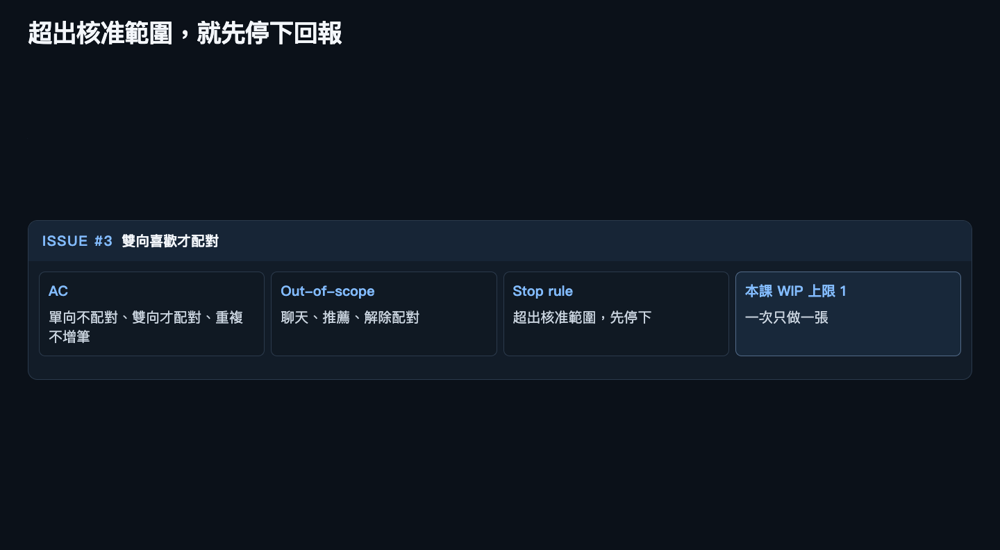 超出核准範圍，就先停下回報
ISSUE #3 雙向喜歡才配對
AC
單向不配對、雙向才配對、重複
不增筆
Out-of-scope
聊天、推薦、解除配對
Stop rule
超出核准範圍，先停下
本課 WIP 上限 1
一次只做一張